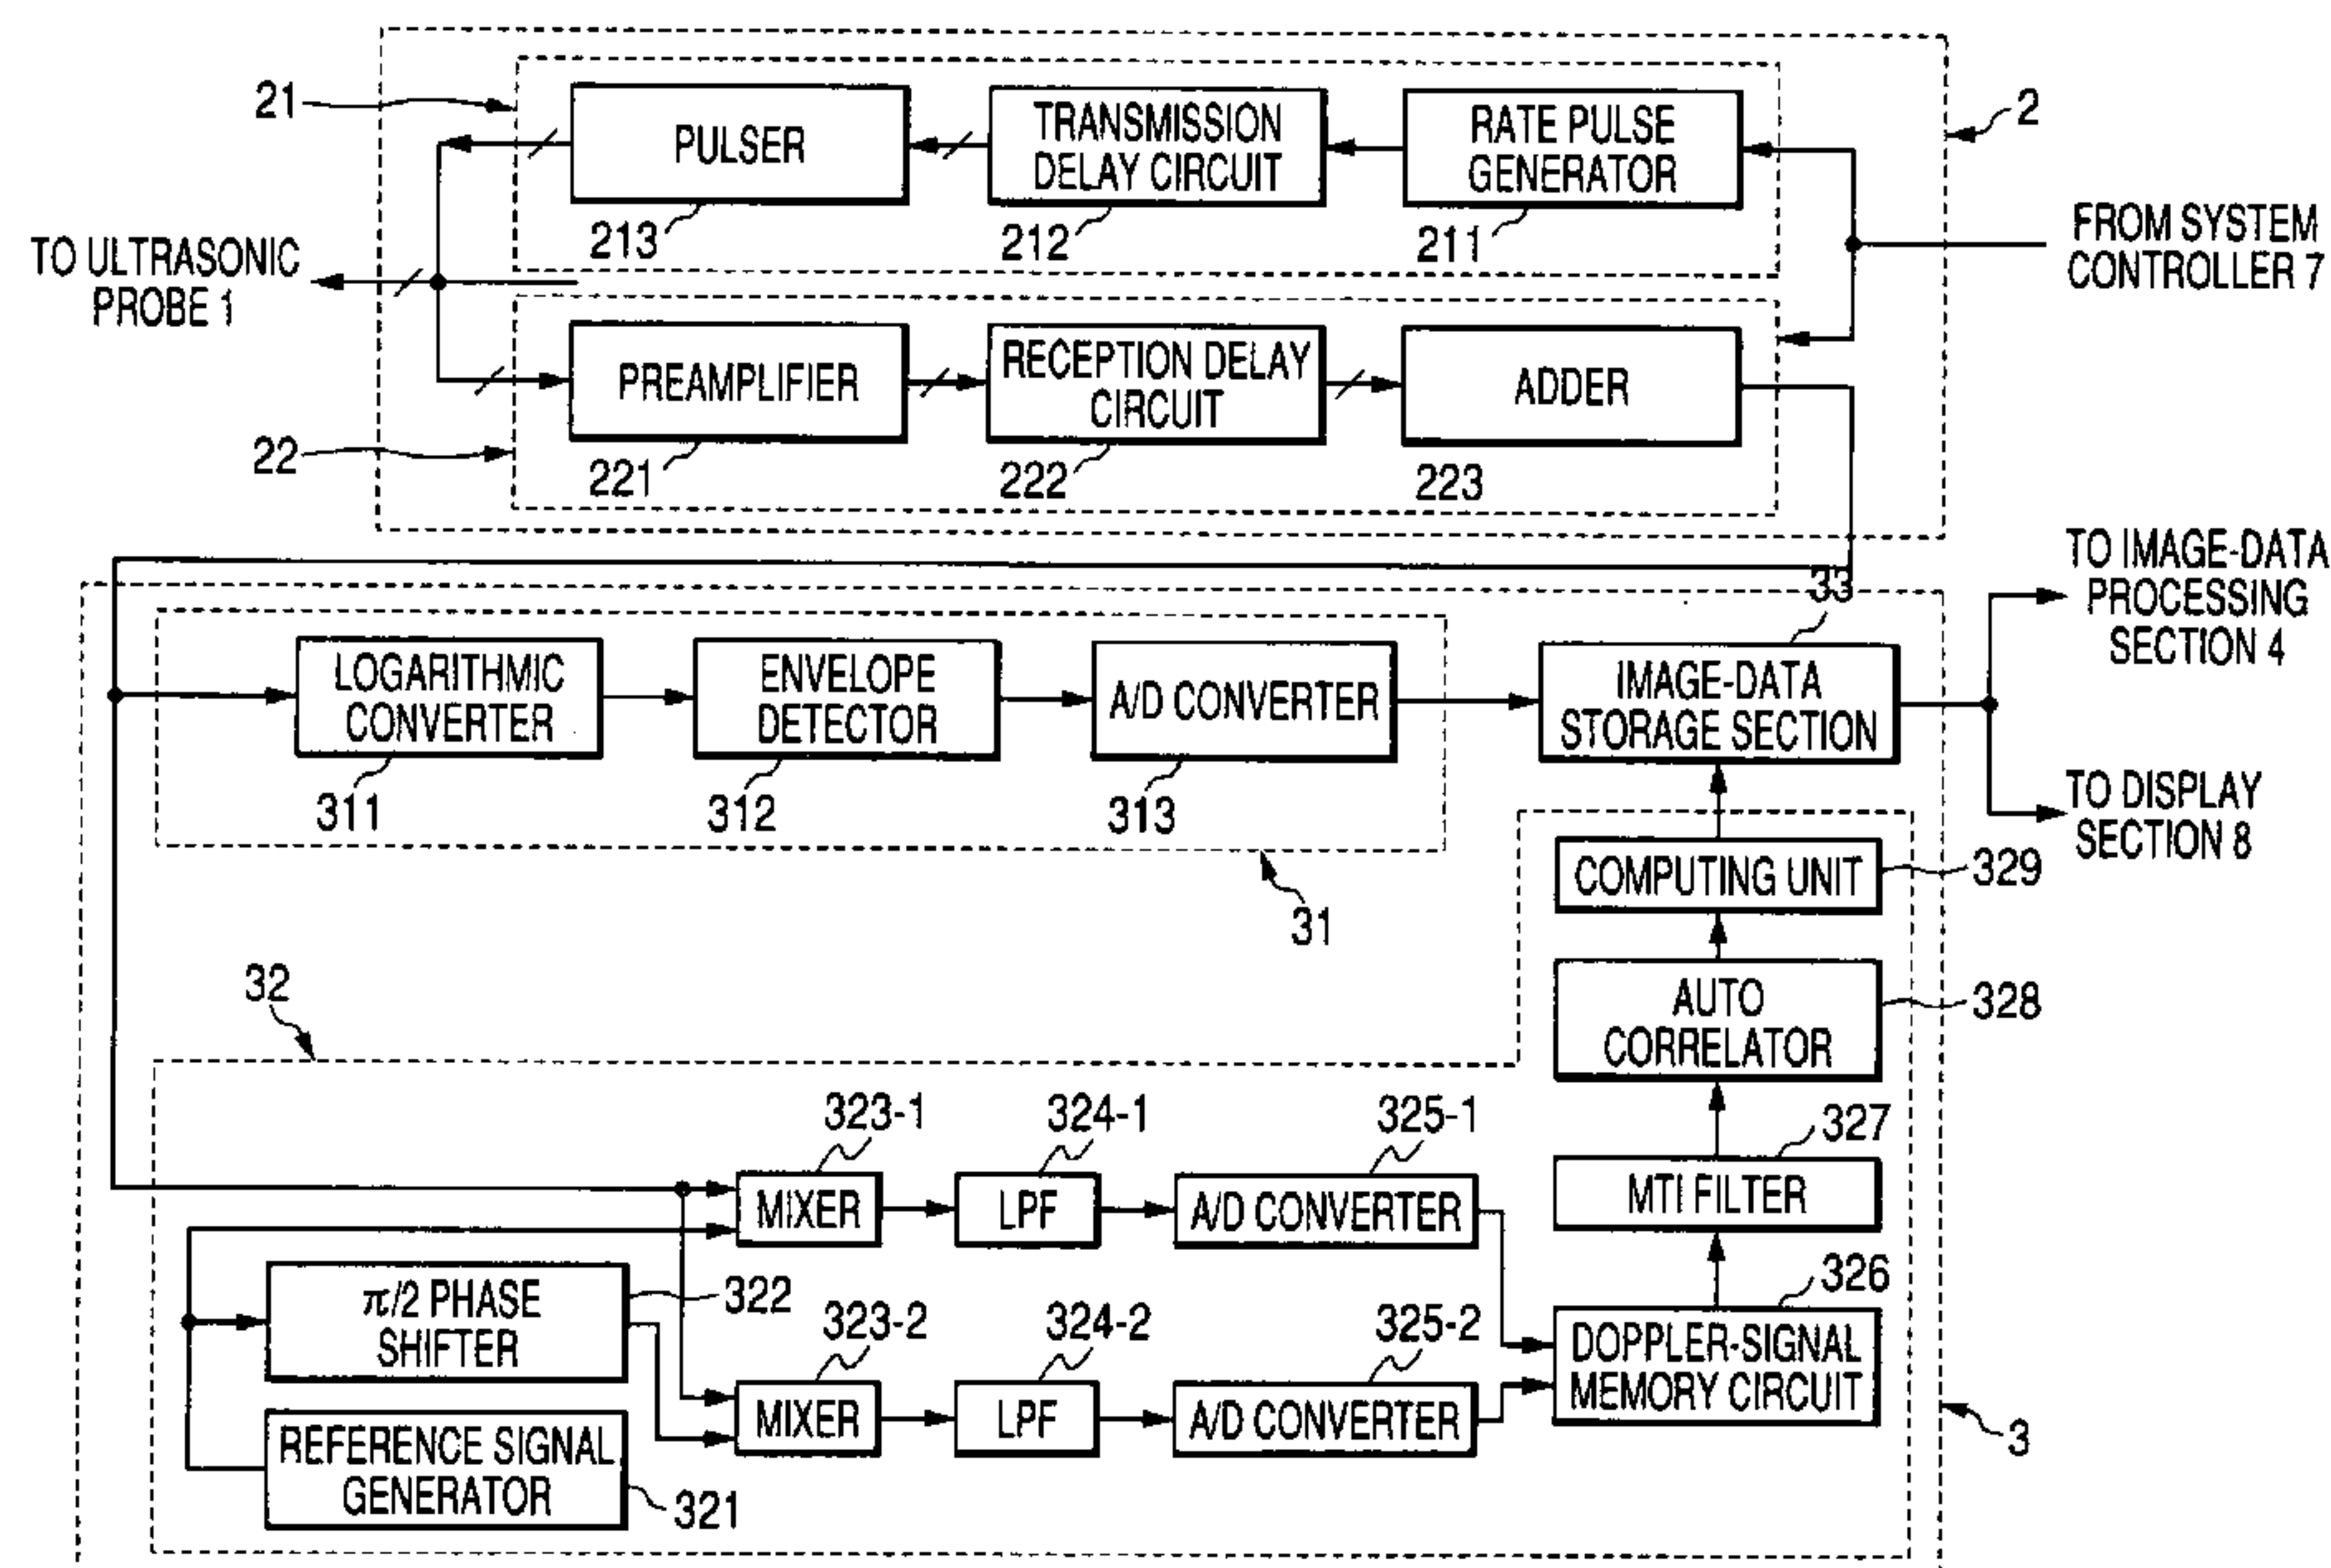 21
PULSER
TRANSMISSION
DELAY CIRCUIT
RATE PULSE
GENERATOR
2
213
212
211
TO ULTRASONIC
PROBE 1
FROM SYSTEM
CONTROLLER 7
PREAMPLIFIER
RECEPTION DELAY
CIRCUIT
ADDER
22
221
222
223
33
TO IMAGE-DATA
PROCESSING
SECTION 4
LOGARITHMIC
CONVERTER
ENVELOPE
DETECTOR
A/D CONVERTER
IMAGE-DATA
STORAGE SECTION
311
312
313
TO DISPLAY
SECTION 8
COMPUTING UNIT
329
31
32
AUTO
CORRELATOR
328
323-1
324-1
325-1
327
MIXER
LPF
A/D CONVERTER
MTI FILTER
π/2 PHASE
SHIFTER
322
326
323-2
324-2
325-2
DOPPLER-SIGNAL
MEMORY CIRCUIT
MIXER
LPF
A/D CONVERTER
REFERENCE SIGNAL
GENERATOR
321
3